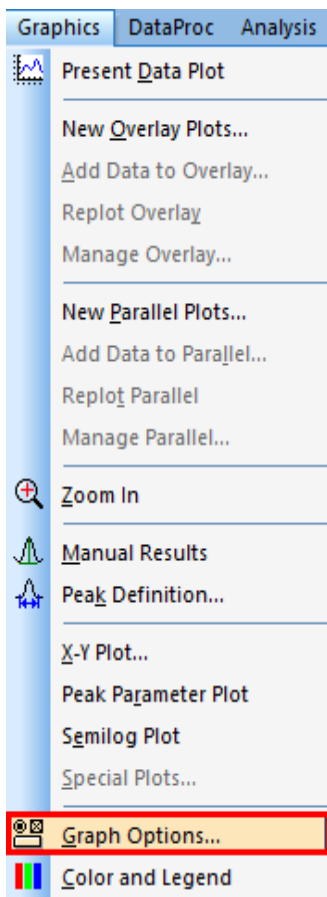 Graphics DataProc Analysis
Present Data Plot
New Overlay Plots...
Add Data to Overlay...
Replot Overlay
Manage Overlay...
New Parallel Plots...
Add Data to Parallel...
Replot Parallel
Manage Parallel...
Zoom In
Manual Results
Peak Definition...
X-Y Plot...
Peak Parameter Plot
Semilog Plot
Special Plots...
Graph Options...
Color and Legend